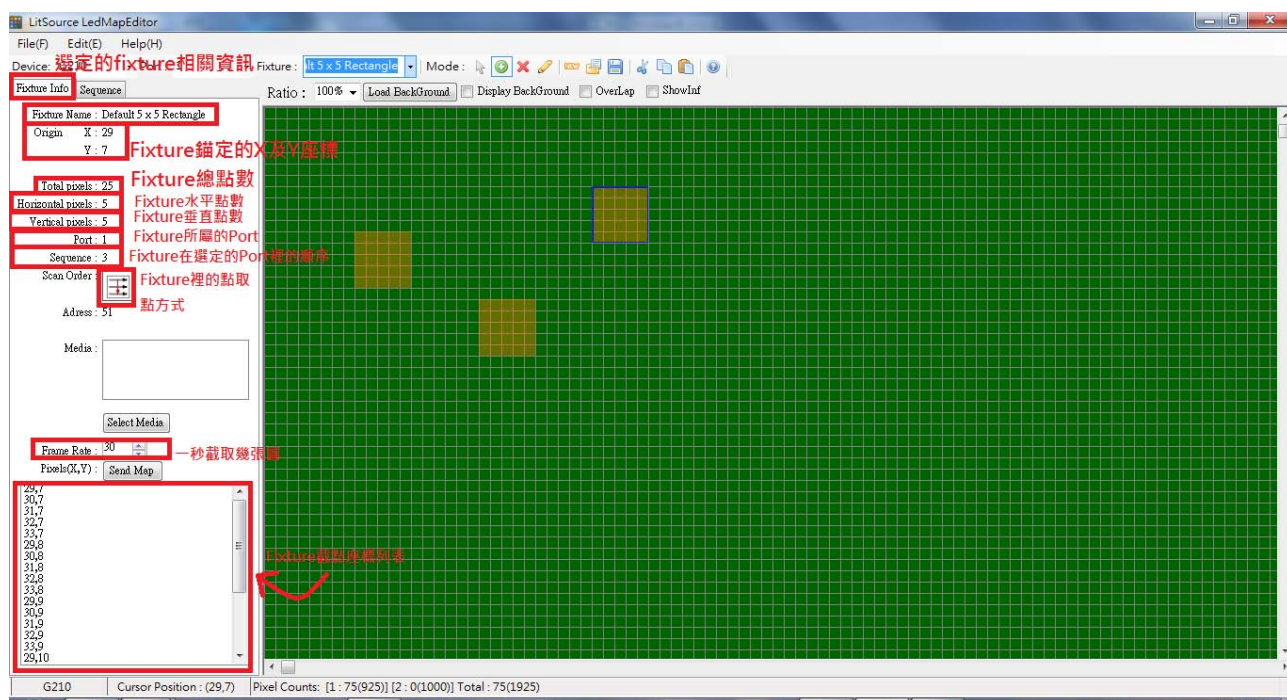 LitSource LedMapEditor
File(F) Edit(E) Help(H)
Device: 選定的fixture相關資訊 Fixture : lt 5 x 5 Rectangle Mode :
Fixture Info Sequence
Ratio : 100% Load BackGround Display BackGround OverLap ShowInf
Fixture Name : Default 5 x 5 Rectangle
Origin X : 29
Y : 7
Fixture錨定的X及Y座標
Total pixels : 25 Fixture總點數
Horizontal pixels : 5 Fixture水平點數
Vertical pixels : 5 Fixture垂直點數
Port : 1 Fixture所屬的Port
Sequence : 3 Fixture在選定的Port裡的順序
Scan Order : Fixture裡的點取
點方式
Adress : 51
Media :
Select Media
Frame Rate : 30 一秒截取幾張圖
Pixels(X,Y) : Send Map
29,7
30,7
31,7
32,7
33,7
29,8
30,8
31,8
32,8
33,8
29,9
30,9
31,9
32,9
33,9
29,10
Fixture截點座標列表
G210 Cursor Position : (29,7) Pixel Counts: [1 : 75(925)] [2 : 0(1000)] Total : 75(1925)